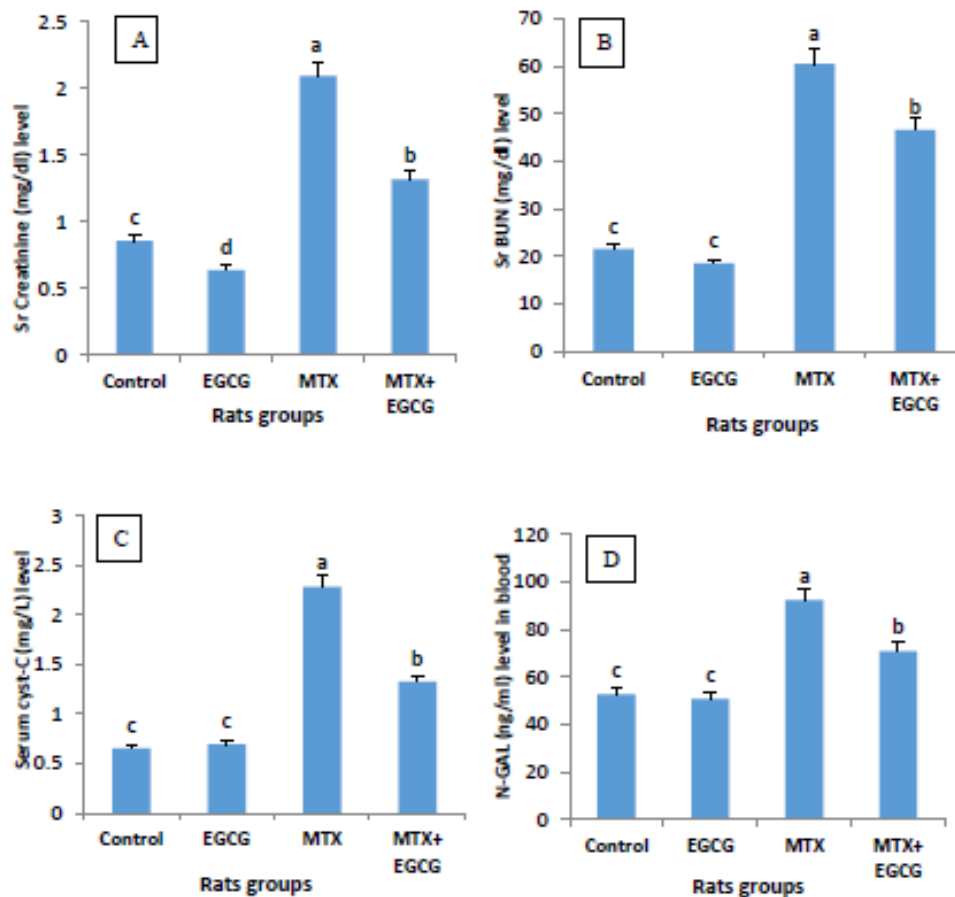 A
Sr Creatinine (mg/dl) level
2.5
2
1.5
1
0.5
0
c
d
a
b
Control
EGCG
MTX
MTX+
EGCG
Rats groups
B
Sr BUN (mg/dl) level
70
60
50
40
30
20
10
0
c
c
a
b
Control
EGCG
MTX
MTX+
EGCG
Rats groups
C
Serum cyst-C (mg/L) level
3
2.5
2
1.5
1
0.5
0
c
c
a
b
Control
EGCG
MTX
MTX+
EGCG
Rats groups
D
N-GAL (ng/ml) level in blood
120
100
80
60
40
20
0
c
c
a
b
Control
EGCG
MTX
MTX+
EGCG
Rats groups